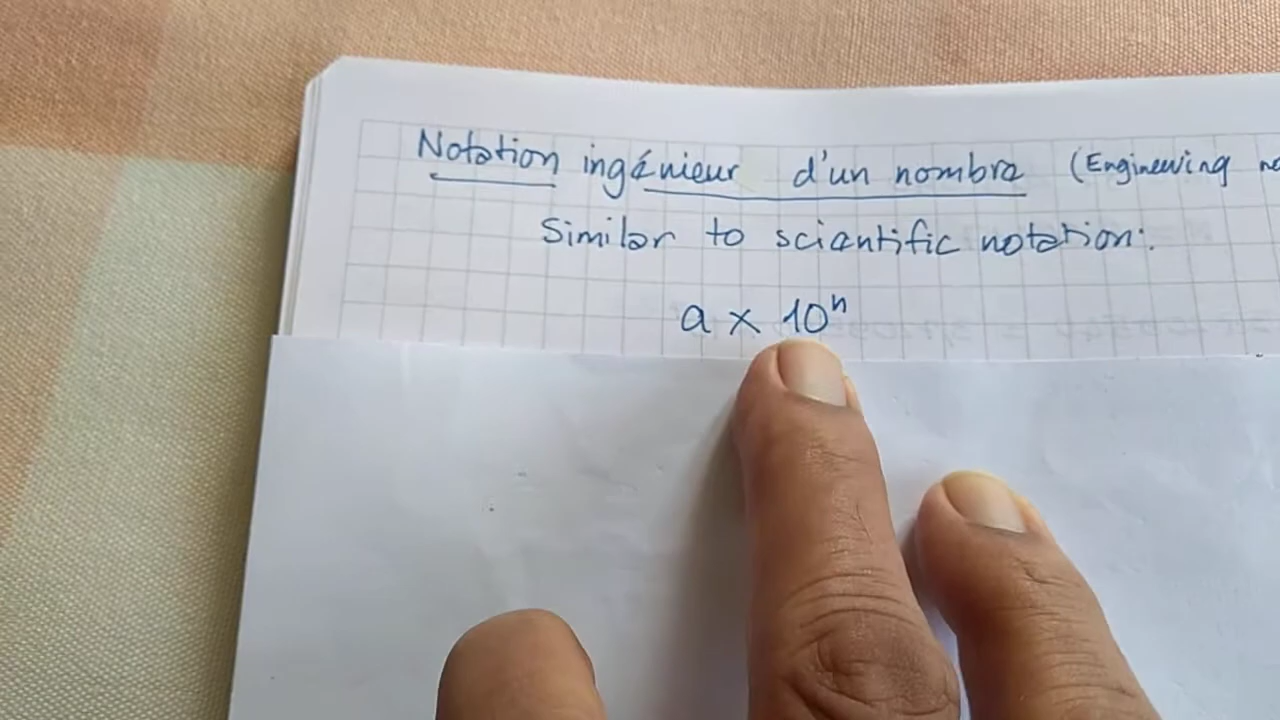 Notation ingénieur d'un nombre (Engineering
Similar to scientific notation:
a × 10ⁿ